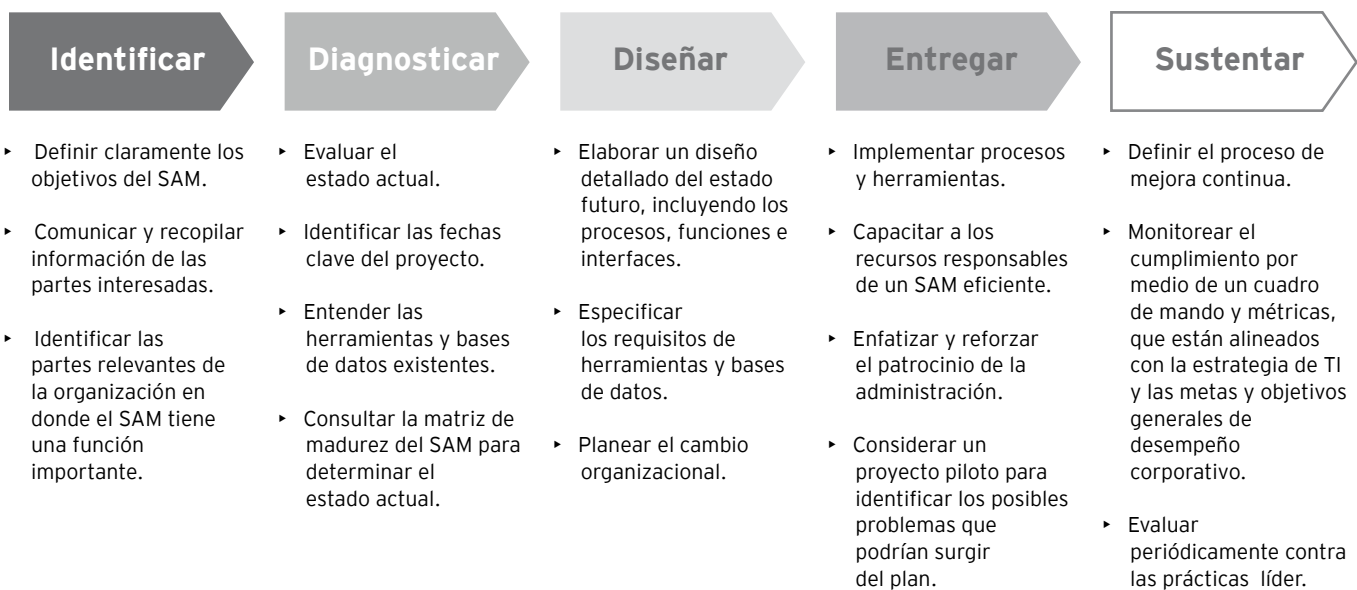 Identificar
Definir claramente los
objetivos del SAM.
Comunicar y recopilar
información de las
partes interesadas.
Identificar las
partes relevantes de
la organización en
donde el SAM tiene
una función
importante.
Diagnosticar
Evaluar el
estado actual.
Identificar las fechas
clave del proyecto.
Entender las
herramientas y bases
de datos existentes.
Consultar la matriz de
madurez del SAM para
determinar el
estado actual.
Diseñar
Elaborar un diseño
detallado del estado
futuro, incluyendo los
procesos, funciones e
interfaces.
Especificar
los requisitos de
herramientas y bases
de datos.
Planear el cambio
organizacional.
Entregar
Implementar procesos
y herramientas.
Capacitar a los
recursos responsables
de un SAM eficiente.
Enfatizar y reforzar
el patrocinio de la
administración.
Considerar un
proyecto piloto para
identificar los posibles
problemas que
podrían surgir
del plan.
Sustentar
Definir el proceso de
mejora continua.
Monitorear el
cumplimiento por
medio de un cuadro
de mando y métricas,
que están alineados
con la estrategia de TI
y las metas y objetivos
generales de
desempeño
corporativo.
Evaluar
periódicamente contra
las prácticas líder.